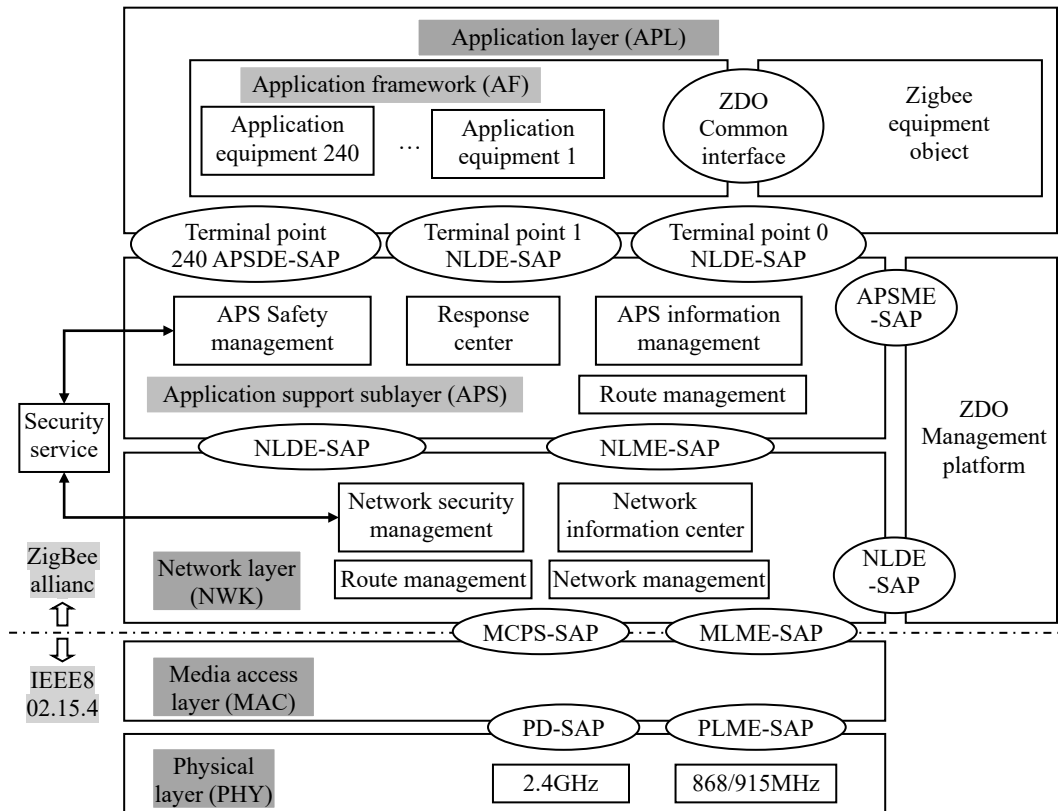 Application layer (APL)
Application framework (AF)
Application
equipment 240
...
Application
equipment 1
ZDO
Common
interface
Zigbee
equipment
object
Terminal point
240 APSDE-SAP
Terminal point 1
NLDE-SAP
Terminal point 0
NLDE-SAP
APSME
-SAP
APS Safety
management
Response
center
APS information
management
Application support sublayer (APS)
Route management
Security
service
ZDO
Management
platform
NLDE-SAP
NLME-SAP
Network security
management
Network
information center
ZigBee
allianc
Network layer
(NWK)
Route management
Network management
NLDE
-SAP
MCPS-SAP
MLME-SAP
IEEE8
02.15.4
Media access
layer (MAC)
PD-SAP
PLME-SAP
Physical
layer (PHY)
2.4GHz
868/915MHz